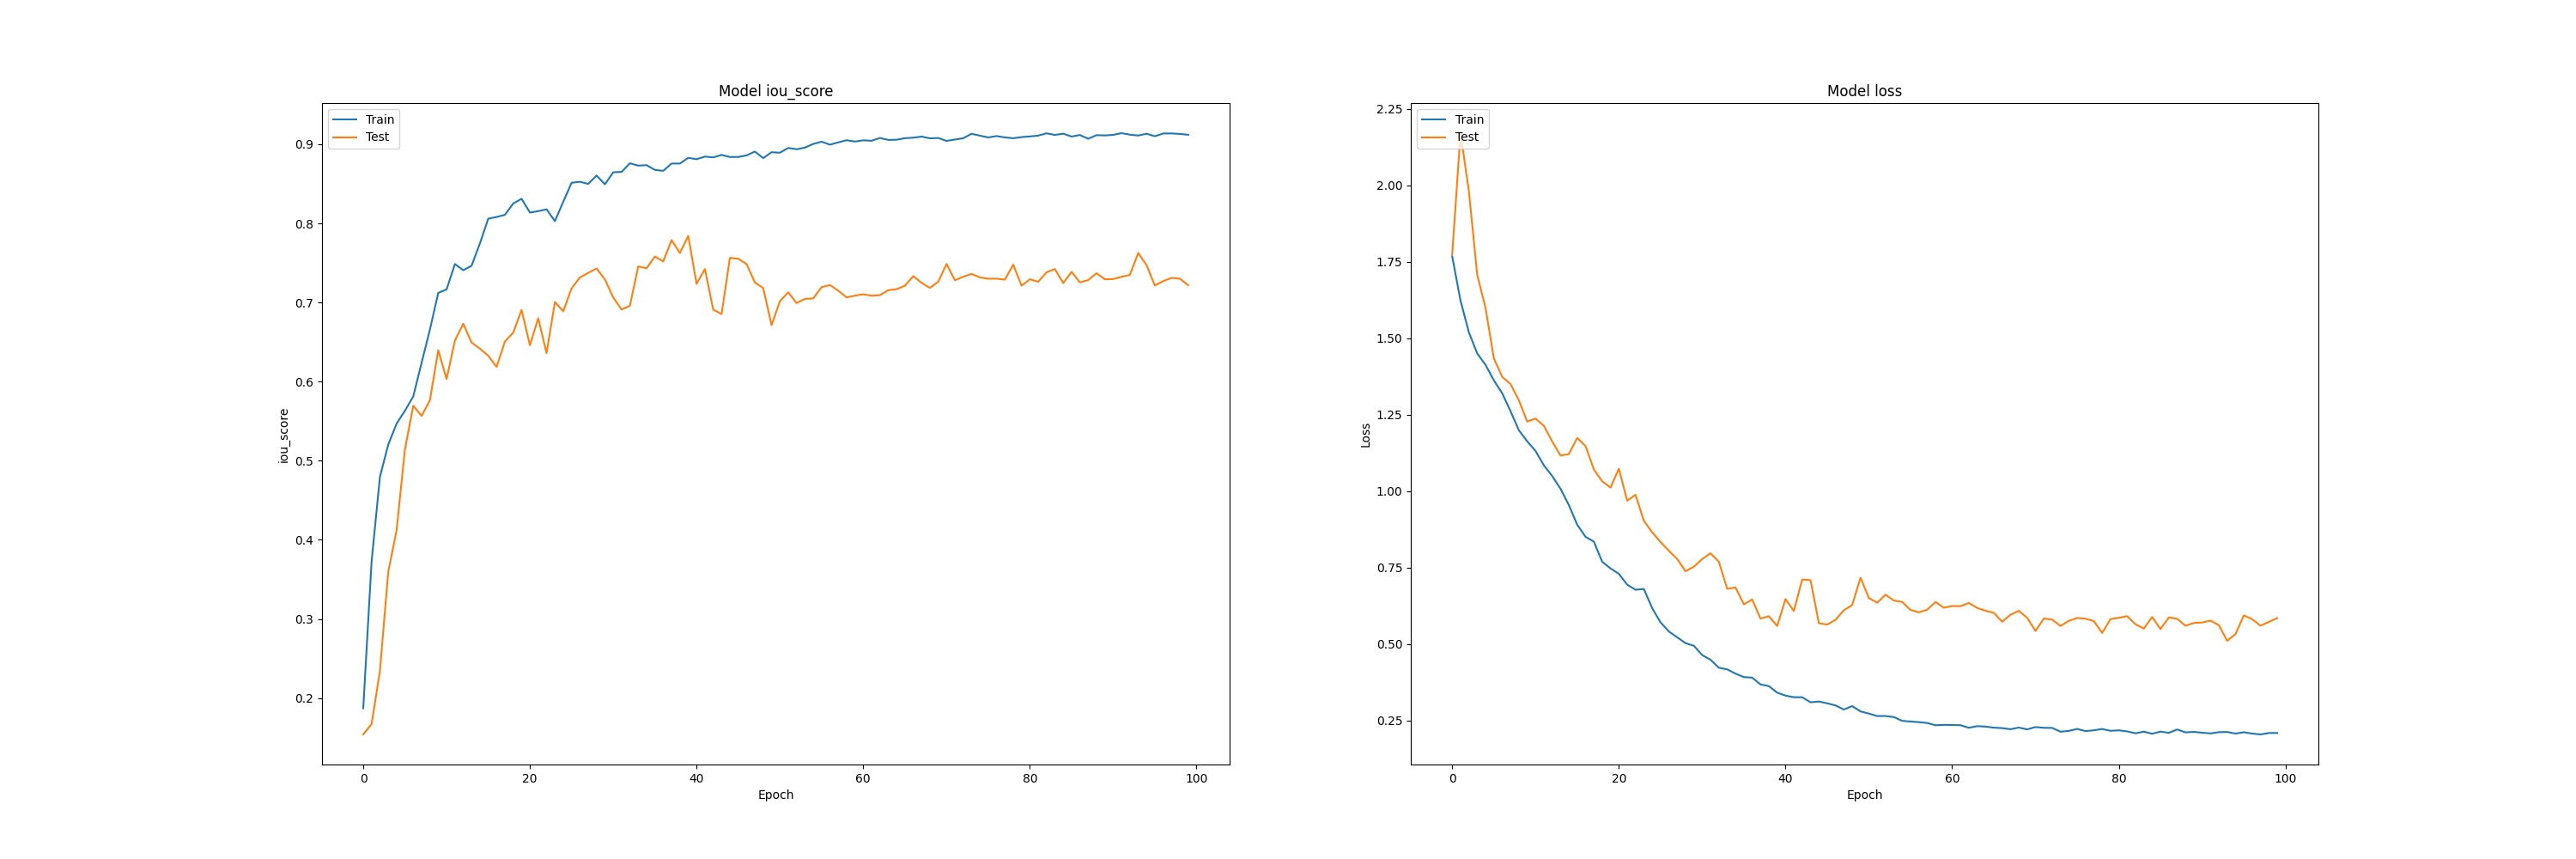 Model iou_score
Train
Test
0.9
0.8
0.7
0.6
0.5
0.4
0.3
0.2
iou_score
0 20 40 60 80 100
Epoch
Model loss
Train
Test
2.25
2.00
1.75
1.50
1.25
1.00
0.75
0.50
0.25
Loss
0 20 40 60 80 100
Epoch